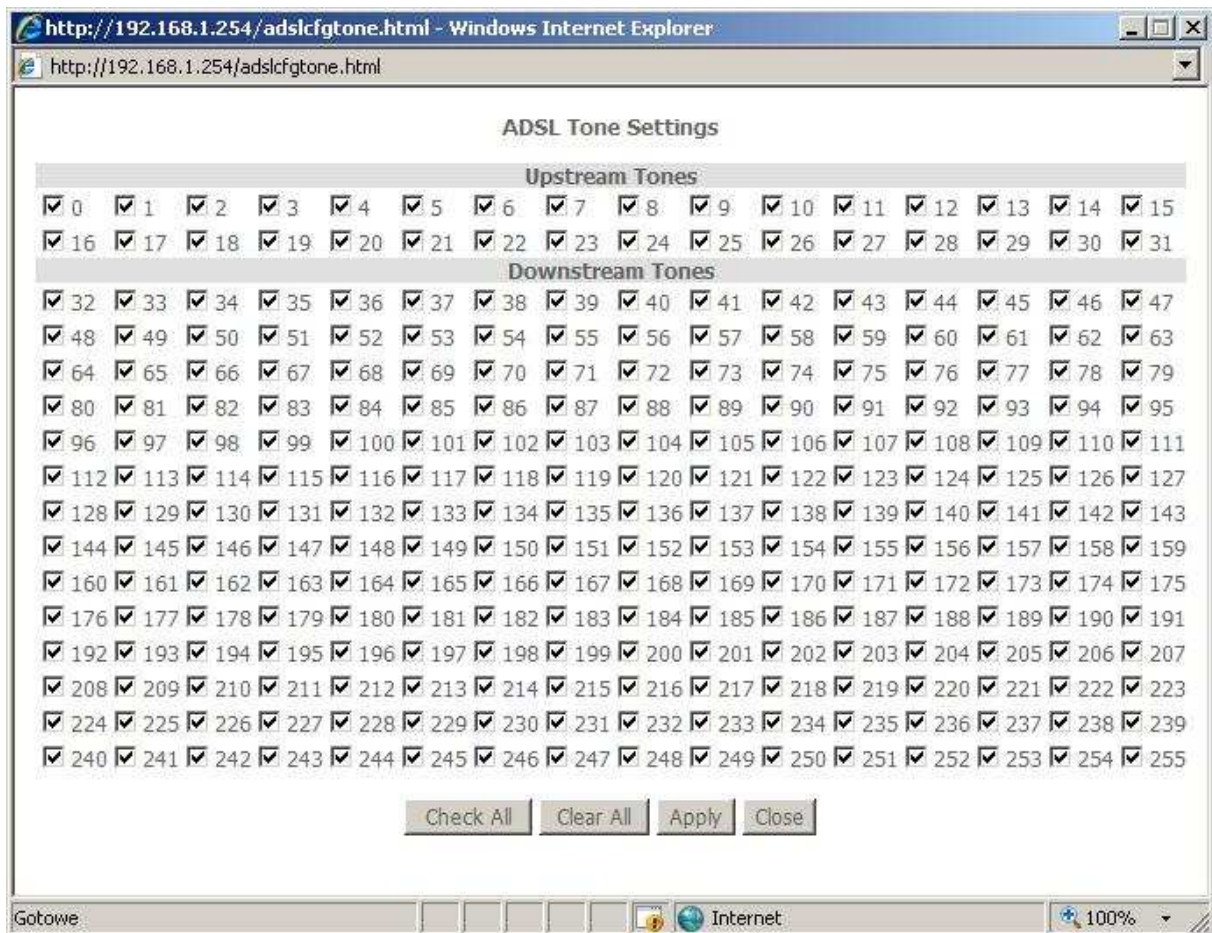 http://192.168.1.254/adslcfgtone.html - Windows Internet Explorer
http://192.168.1.254/adslcfgtone.html
ADSL Tone Settings
Upstream Tones
0 1 2 3 4 5 6 7 8 9 10 11 12 13 14 15
16 17 18 19 20 21 22 23 24 25 26 27 28 29 30 31
Downstream Tones
32 33 34 35 36 37 38 39 40 41 42 43 44 45 46 47
48 49 50 51 52 53 54 55 56 57 58 59 60 61 62 63
64 65 66 67 68 69 70 71 72 73 74 75 76 77 78 79
80 81 82 83 84 85 86 87 88 89 90 91 92 93 94 95
96 97 98 99 100 101 102 103 104 105 106 107 108 109 110 111
112 113 114 115 116 117 118 119 120 121 122 123 124 125 126 127
128 129 130 131 132 133 134 135 136 137 138 139 140 141 142 143
144 145 146 147 148 149 150 151 152 153 154 155 156 157 158 159
160 161 162 163 164 165 166 167 168 169 170 171 172 173 174 175
176 177 178 179 180 181 182 183 184 185 186 187 188 189 190 191
192 193 194 195 196 197 198 199 200 201 202 203 204 205 206 207
208 209 210 211 212 213 214 215 216 217 218 219 220 221 222 223
224 225 226 227 228 229 230 231 232 233 234 235 236 237 238 239
240 241 242 243 244 245 246 247 248 249 250 251 252 253 254 255
Check All Clear All Apply Close
Gotowe Internet 100%